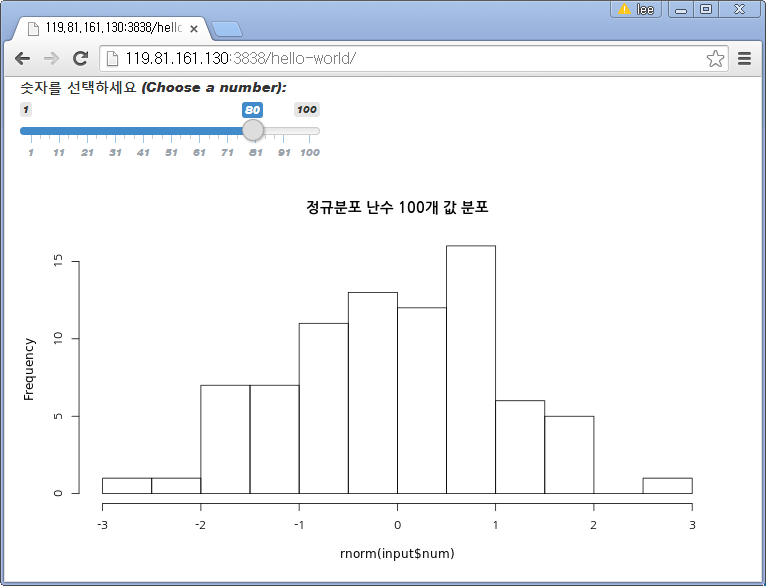 lee
119.81.161.130:3838/hello
119.81.161.130:3838/hello-world/
숫자를 선택하세요 (Choose a number):
1 80 100
1 11 21 31 41 51 61 71 81 91 100
정규분포 난수 100개 값 분포
Frequency
15
10
5
0
-3 -2 -1 0 1 2 3
rnorm(input$num)